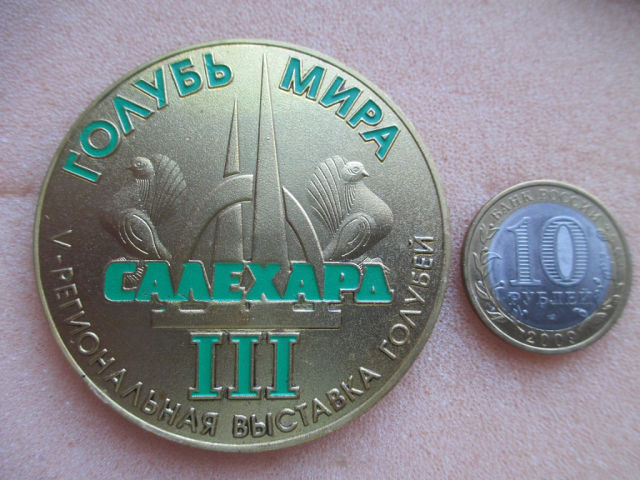 ГОЛУБЬ МИРА
САЛЕХАРД
III
V-РЕГИОНАЛЬНАЯ ВЫСТАВКА ГОЛУБЕЙ
БАНК РОССИИ
10
РУБЛЕЙ
2009